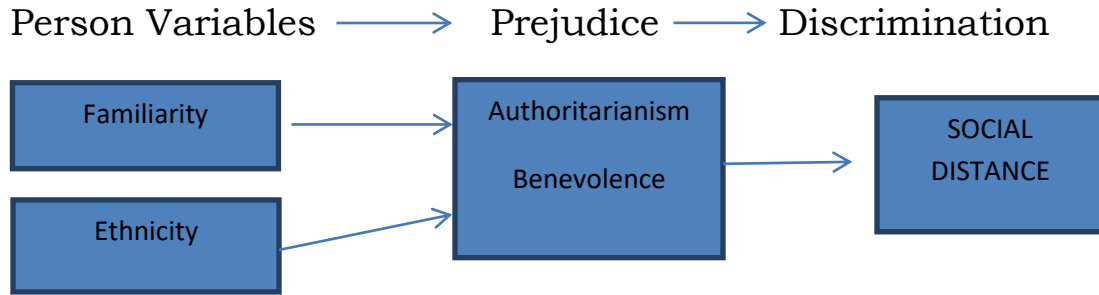 Person Variables Prejudice Discrimination
Familiarity
Ethnicity
Authoritarianism
Benevolence
SOCIAL
DISTANCE